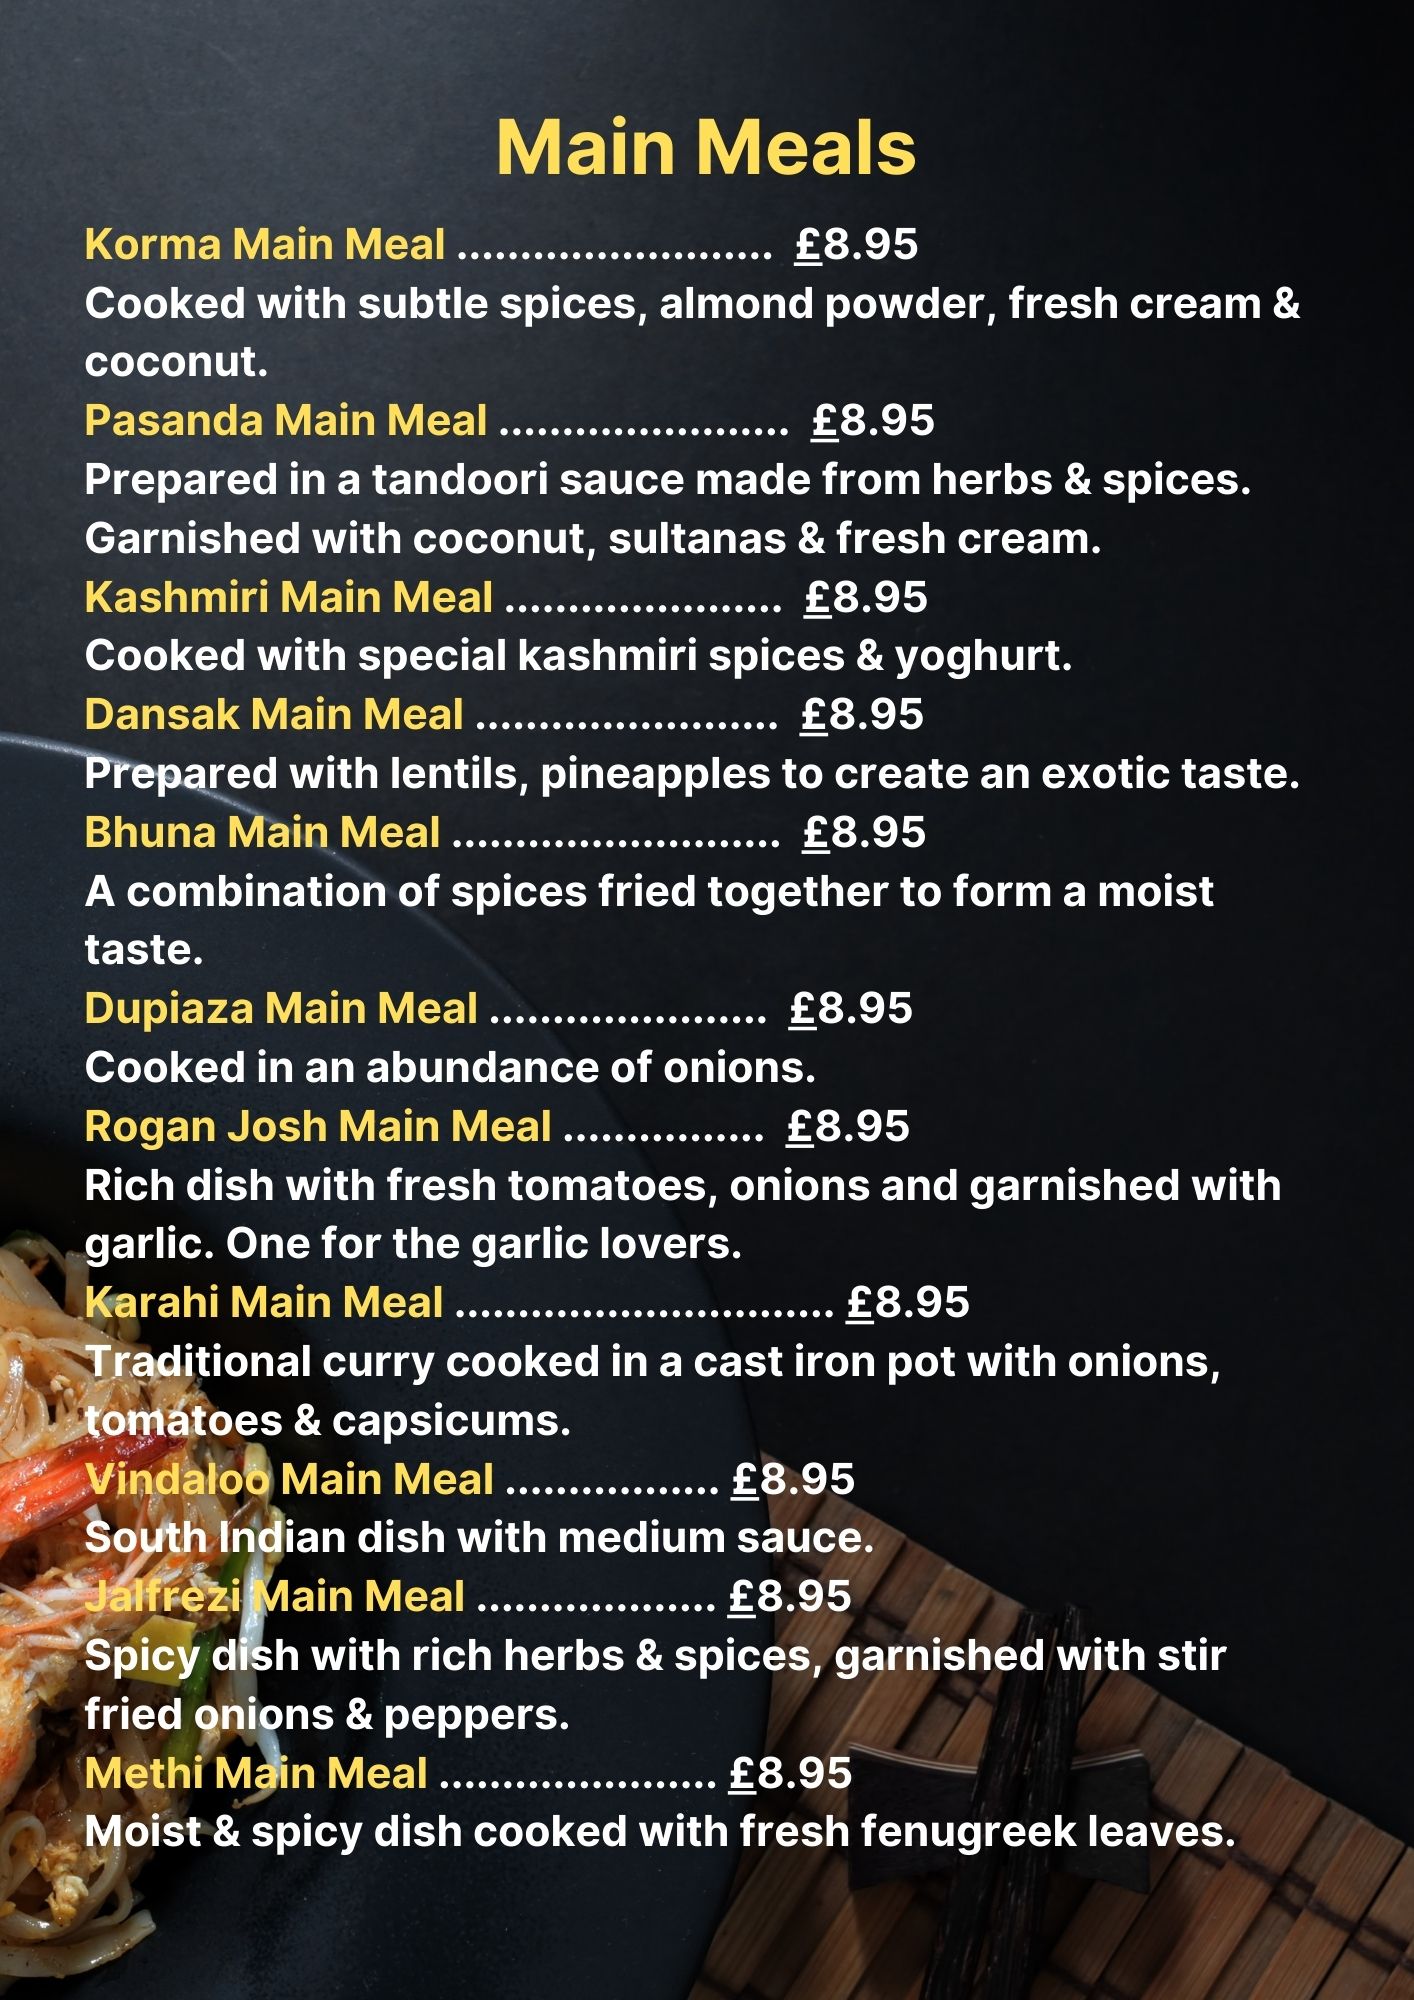 Main Meals
Korma Main Meal ......................... £8.95
Cooked with subtle spices, almond powder, fresh cream &
coconut.
Pasanda Main Meal ....................... £8.95
Prepared in a tandoori sauce made from herbs & spices.
Garnished with coconut, sultanas & fresh cream.
Kashmiri Main Meal ...................... £8.95
Cooked with special kashmiri spices & yoghurt.
Dansak Main Meal ........................ £8.95
Prepared with lentils, pineapples to create an exotic taste.
Bhuna Main Meal .......................... £8.95
A combination of spices fried together to form a moist
taste.
Dupiaza Main Meal ...................... £8.95
Cooked in an abundance of onions.
Rogan Josh Main Meal ................ £8.95
Rich dish with fresh tomatoes, onions and garnished with
garlic. One for the garlic lovers.
Karahi Main Meal .............................. £8.95
Traditional curry cooked in a cast iron pot with onions,
tomatoes & capsicums.
Vindaloo Main Meal ................. £8.95
South Indian dish with medium sauce.
Jalfrezi Main Meal ................... £8.95
Spicy dish with rich herbs & spices, garnished with stir
fried onions & peppers.
Methi Main Meal ...................... £8.95
Moist & spicy dish cooked with fresh fenugreek leaves.